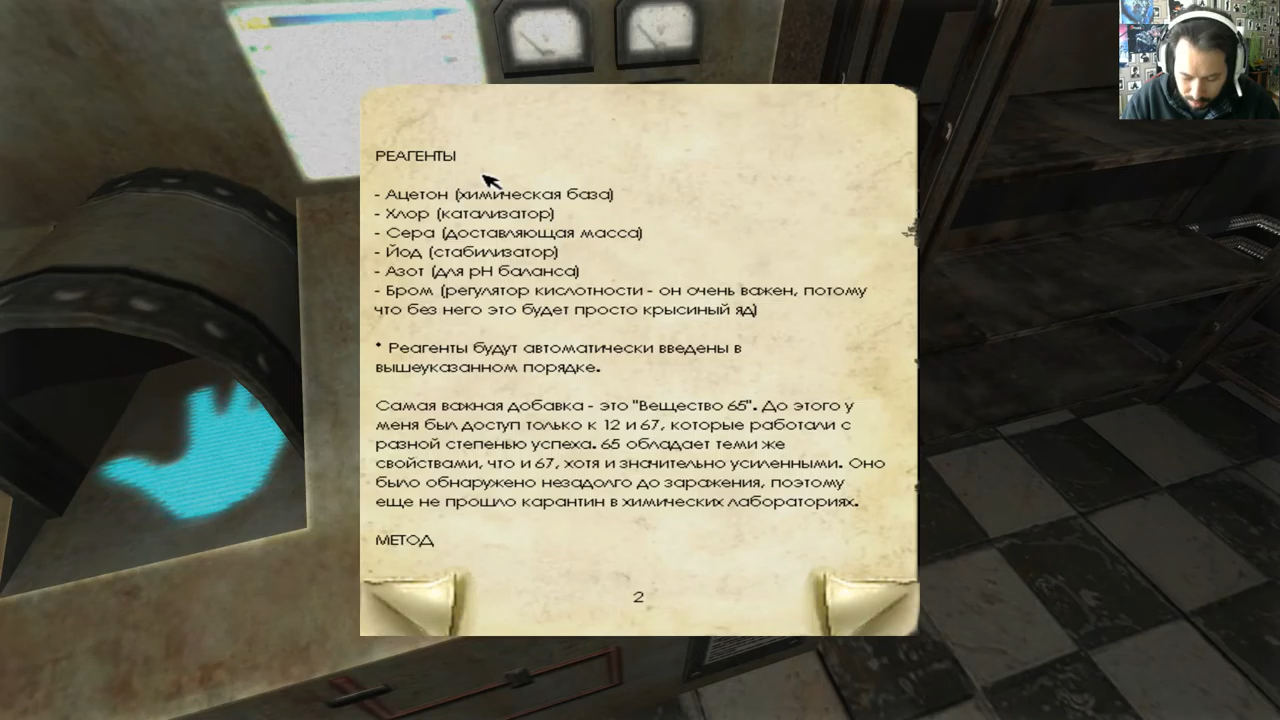 РЕАГЕНТЫ
- Ацетон (химическая база)
- Хлор (катализатор)
- Сера (доставляющая масса)
- Йод (стабилизатор)
- Азот (для pH баланса)
- Бром (регулятор кислотности - он очень важен, потому
что без него это будет просто крысиный яд)
* Реагенты будут автоматически введены в
вышеуказанном порядке.
Самая важная добавка - это "Вещество 65". До этого у
меня был доступ только к 12 и 67, которые работали с
разной степенью успеха. 65 обладает теми же
свойствами, что и 67, хотя и значительно усиленными. Оно
было обнаружено незадолго до заражения, поэтому
еще не прошло карантин в химических лабораториях.
МЕТОД
2